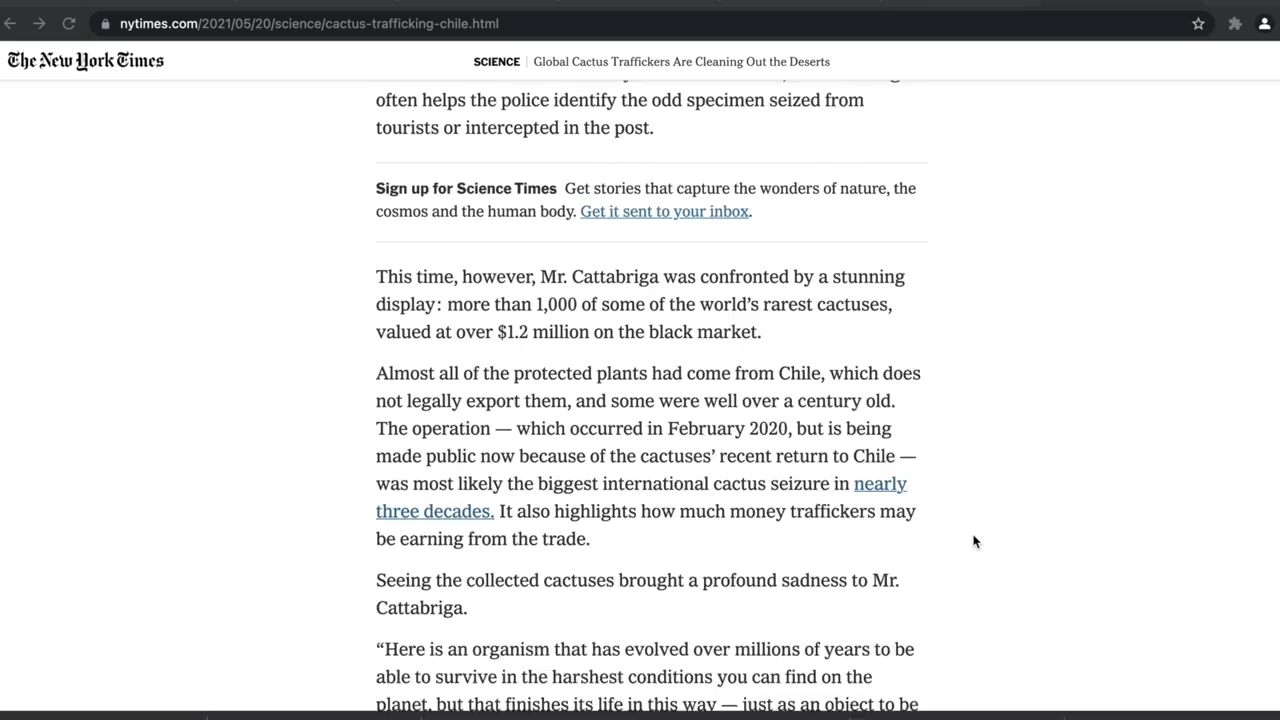 nytimes.com/2021/05/20/science/cactus-trafficking-chile.html
The New York Times
SCIENCE | Global Cactus Traffickers Are Cleaning Out the Deserts
often helps the police identify the odd specimen seized from
tourists or intercepted in the post.
Sign up for Science Times Get stories that capture the wonders of nature, the
cosmos and the human body. Get it sent to your inbox.
This time, however, Mr. Cattabriga was confronted by a stunning
display: more than 1,000 of some of the world’s rarest cactuses,
valued at over $1.2 million on the black market.
Almost all of the protected plants had come from Chile, which does
not legally export them, and some were well over a century old.
The operation — which occurred in February 2020, but is being
made public now because of the cactuses’ recent return to Chile —
was most likely the biggest international cactus seizure in nearly
three decades. It also highlights how much money traffickers may
be earning from the trade.
Seeing the collected cactuses brought a profound sadness to Mr.
Cattabriga.
“Here is an organism that has evolved over millions of years to be
able to survive in the harshest conditions you can find on the
planet, but that finishes its life in this way — just as an object to be